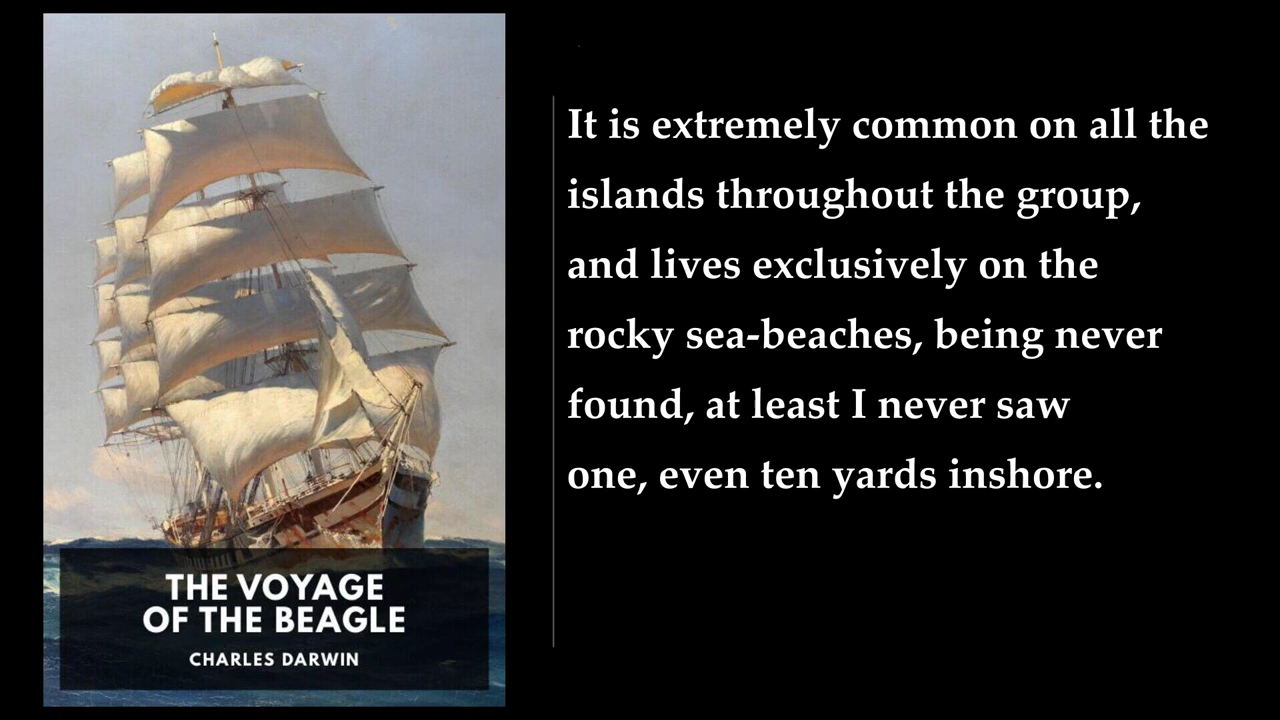 THE VOYAGE
OF THE BEAGLE
CHARLES DARWIN
It is extremely common on all the
islands throughout the group,
and lives exclusively on the
rocky sea-beaches, being never
found, at least I never saw
one, even ten yards inshore.